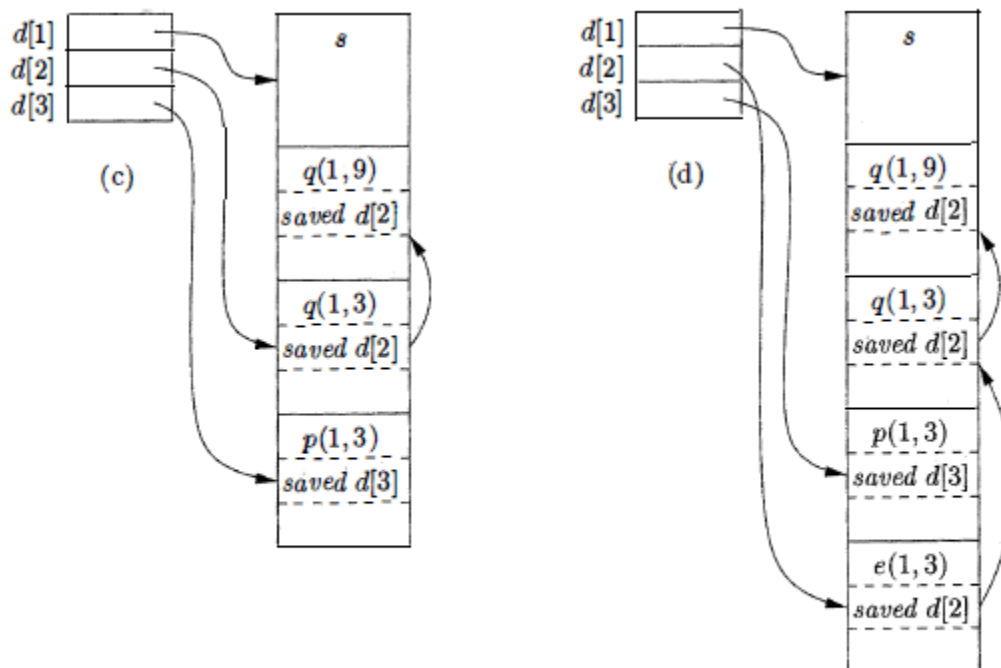 d[1]
d[2]
d[3]
(c)
s
q(1,9)
saved d[2]
q(1,3)
saved d[2]
p(1,3)
saved d[3]
d[1]
d[2]
d[3]
(d)
s
q(1,9)
saved d[2]
q(1,3)
saved d[2]
p(1,3)
saved d[3]
e(1,3)
saved d[2]